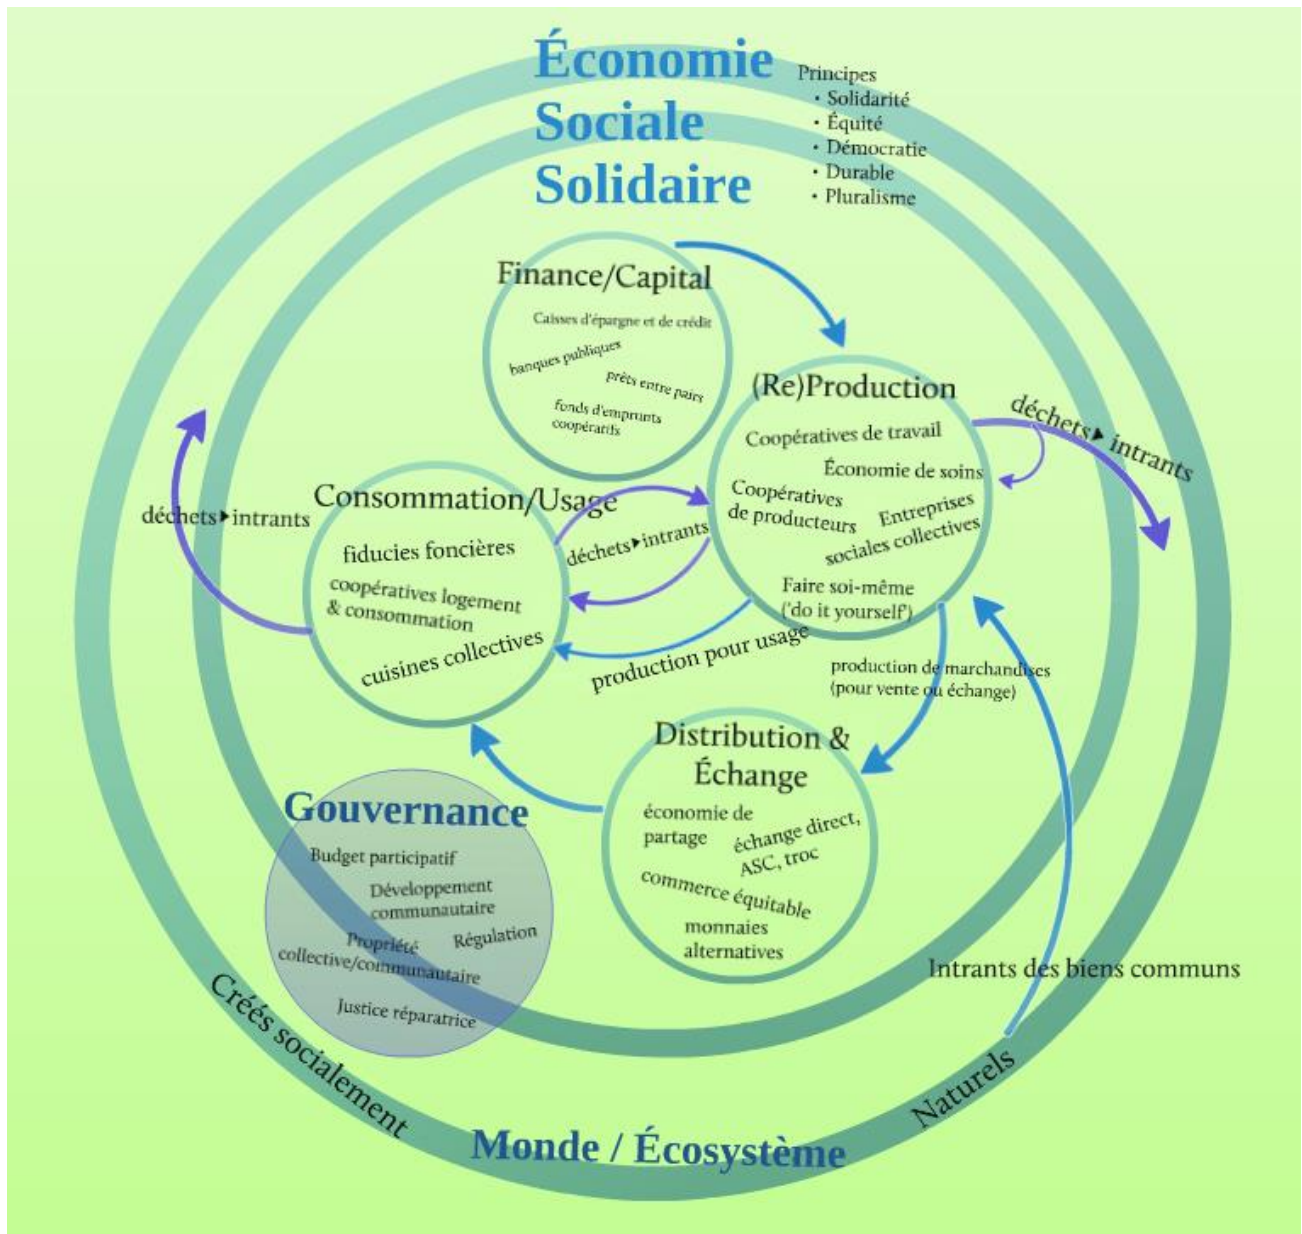 Économie
Sociale
Solidaire
Principes
• Solidarité
• Équité
• Démocratie
• Durable
• Pluralisme
Finance/Capital
Caisses d'épargne et de crédit
banques publiques
prêts entre pairs
fonds d'emprunts
coopératifs
(Re)Production
Coopératives de travail
Économie de soins
Coopératives
de producteurs
Entreprises
sociales collectives
Faire soi-même
('do it yourself')
déchets▸intrants
Consommation/Usage
fiducies foncières
coopératives logement
& consommation
cuisines collectives
déchets▸intrants
déchets▸intrants
production pour usage
production de marchandises
(pour vente ou échange)
Distribution &
Échange
économie de
partage
échange direct,
ASC, troc
commerce équitable
monnaies
alternatives
Gouvernance
Budget participatif
Développement
communautaire
Propriété
collective/communautaire
Régulation
Justice réparatrice
Intrants des biens communs
Créés socialement
Naturels
Monde / Écosystème